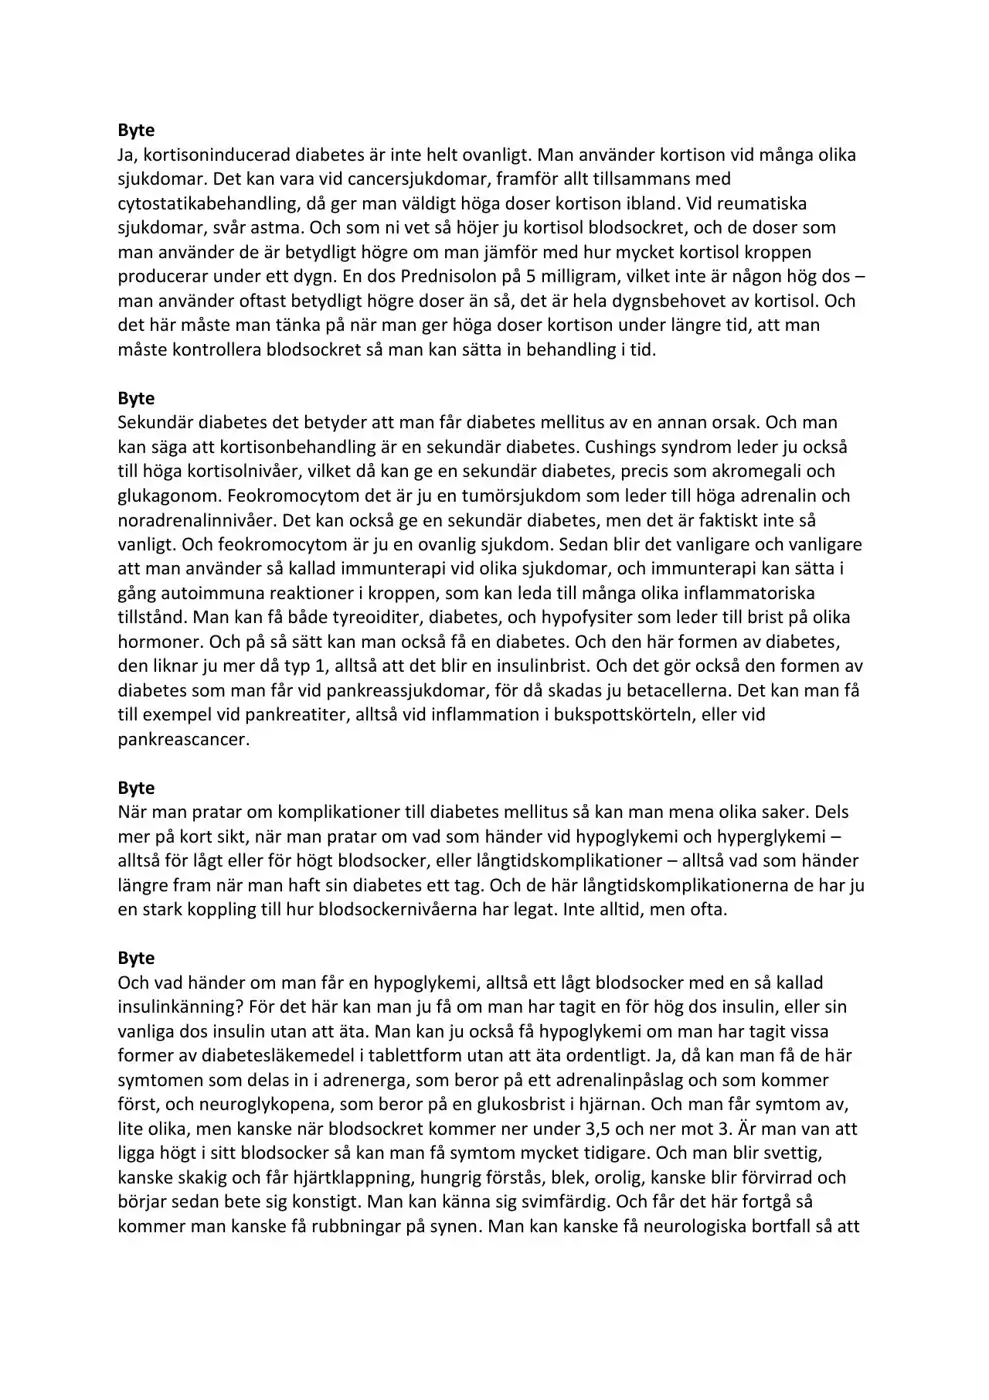 Byte
Ja, kortisoninducerad diabetes är inte helt ovanligt. Man använder kortison vid många olika
sjukdomar. Det kan vara vid cancersjukdomar, framför allt tillsammans med
cytostatikabehandling, då ger man väldigt höga doser kortison ibland. Vid reumatiska
sjukdomar, svår astma. Och som ni vet så höjer ju kortisol blodsockret, och de doser som
man använder de är betydligt högre om man jämför med hur mycket kortisol kroppen
producerar under ett dygn. En dos Prednisolon på 5 milligram, vilket inte är någon hög dos –
man använder oftast betydligt högre doser än så, det är hela dygnsbehovet av kortisol. Och
det här måste man tänka på när man ger höga doser kortison under längre tid, att man
måste kontrollera blodsockret så man kan sätta in behandling i tid.
Byte
Sekundär diabetes det betyder att man får diabetes mellitus av en annan orsak. Och man
kan säga att kortisonbehandling är en sekundär diabetes. Cushings syndrom leder ju också
till höga kortisolnivåer, vilket då kan ge en sekundär diabetes, precis som akromegali och
glukagonom. Feokromocytom det är ju en tumörsjukdom som leder till höga adrenalin och
noradrenalinnivåer. Det kan också ge en sekundär diabetes, men det är faktiskt inte så
vanligt. Och feokromocytom är ju en ovanlig sjukdom. Sedan blir det vanligare och vanligare
att man använder så kallad immunterapi vid olika sjukdomar, och immunterapi kan sätta i
gång autoimmuna reaktioner i kroppen, som kan leda till många olika inflammatoriska
tillstånd. Man kan få både tyreoiditer, diabetes, och hypofysiter som leder till brist på olika
hormoner. Och på så sätt kan man också få en diabetes. Och den här formen av diabetes,
den liknar ju mer då typ 1, alltså att det blir en insulinbrist. Och det gör också den formen av
diabetes som man får vid pankreassjukdomar, för då skadas ju betacellerna. Det kan man få
till exempel vid pankreatiter, alltså vid inflammation i bukspottskörteln, eller vid
pankreascancer.
Byte
När man pratar om komplikationer till diabetes mellitus så kan man mena olika saker. Dels
mer på kort sikt, när man pratar om vad som händer vid hypoglykemi och hyperglykemi –
alltså för lågt eller för högt blodsocker, eller långtidskomplikationer – alltså vad som händer
längre fram när man haft sin diabetes ett tag. Och de här långtidskomplikationerna de har ju
en stark koppling till hur blodsockernivåerna har legat. Inte alltid, men ofta.
Byte
Och vad händer om man får en hypoglykemi, alltså ett lågt blodsocker med en så kallad
insulinkänning? För det här kan man ju få om man har tagit en för hög dos insulin, eller sin
vanliga dos insulin utan att äta. Man kan ju också få hypoglykemi om man har tagit vissa
former av diabetesläkemedel i tablettform utan att äta ordentligt. Ja, då kan man få de här
symtomen som delas in i adrenerga, som beror på ett adrenalinpåslag och som kommer
först, och neuroglykopena, som beror på en glukosbrist i hjärnan. Och man får symtom av,
lite olika, men kanske när blodsockret kommer ner under 3,5 och ner mot 3. Är man van att
ligga högt i sitt blodsocker så kan man få symtom mycket tidigare. Och man blir svettig,
kanske skakig och får hjärtklappning, hungrig förstås, blek, orolig, kanske blir förvirrad och
börjar sedan bete sig konstigt. Man kan känna sig svimfärdig. Och får det här fortgå så
kommer man kanske få rubbningar på synen. Man kan kanske få neurologiska bortfall så att